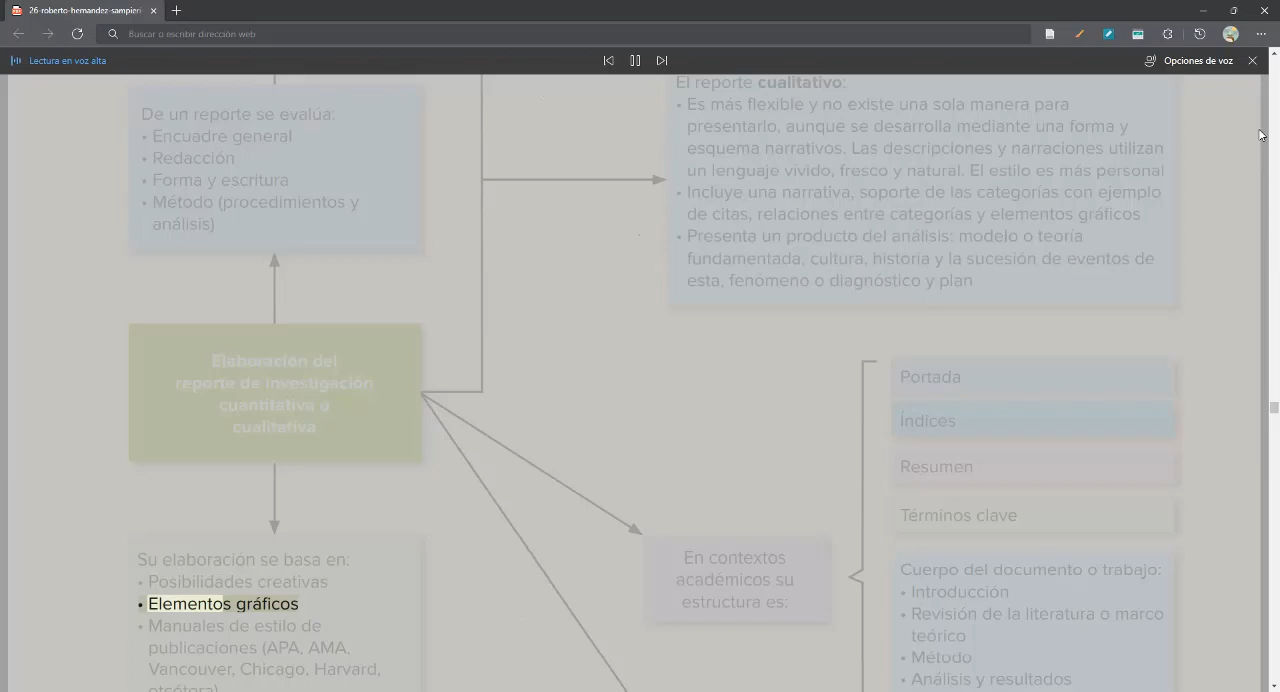 26-roberto-hernandez-sampieri
Buscar o escribir dirección web
Lectura en voz alta
Opciones de voz
De un reporte se evalúa:
• Encuadre general
• Redacción
• Forma y escritura
• Método (procedimientos y
análisis)
El reporte cualitativo:
• Es más flexible y no existe una sola manera para
presentarlo, aunque se desarrolla mediante una forma y
esquema narrativos. Las descripciones y narraciones utilizan
un lenguaje vivido, fresco y natural. El estilo es más personal
• Incluye una narrativa, soporte de las categorías con ejemplo
de citas, relaciones entre categorías y elementos gráficos
• Presenta un producto del análisis: modelo o teoría
fundamentada, cultura, historia y la sucesión de eventos de
esta, fenómeno o diagnóstico y plan
Elaboración del
reporte de investigación
cuantitativa o
cualitativa
Su elaboración se basa en:
• Posibilidades creativas
• Elementos gráficos
• Manuales de estilo de
publicaciones (APA, AMA,
Vancouver, Chicago, Harvard,
etcétera)
En contextos
académicos su
estructura es:
Portada
Índices
Resumen
Términos clave
Cuerpo del documento o trabajo:
• Introducción
• Revisión de la literatura o marco
teórico
• Método
• Análisis y resultados